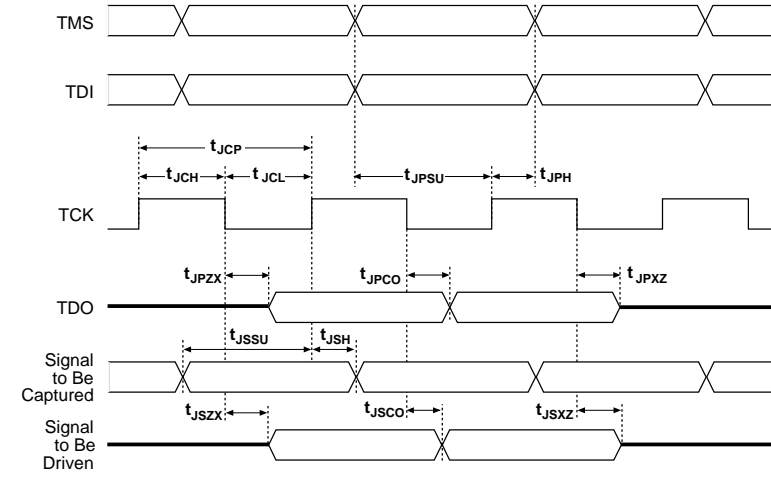 TMS
TDI
tJCP
tJCH
tJCL
tJPSU
tJPH
TCK
tJPZX
tJPCO
tJPXZ
TDO
tJSSU
tJSH
Signal
to Be
Captured
tJSZX
tJSCO
tJSXZ
Signal
to Be
Driven